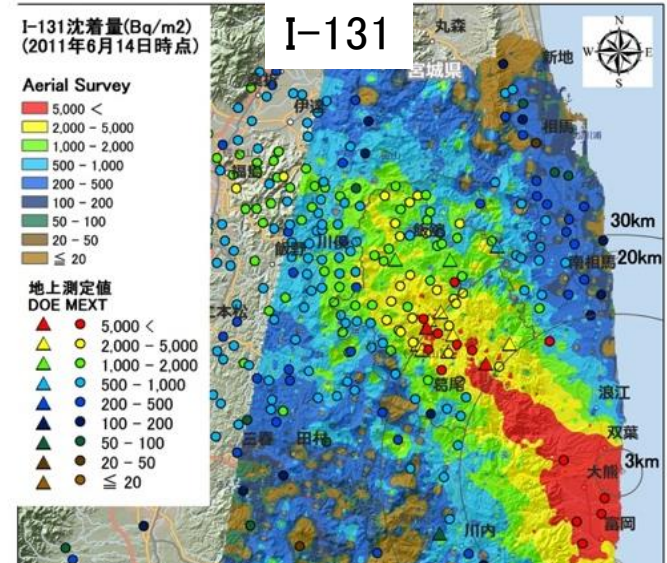 I-131沈着量(Bq/m2)
(2011年6月14日時点)
I-131
Aerial Survey
5,000 <
2,000 - 5,000
1,000 - 2,000
500 - 1,000
200 - 500
100 - 200
50 - 100
20 - 50
≦ 20
地上測定値
DOE MEXT
5,000 <
2,000 - 5,000
1,000 - 2,000
500 - 1,000
200 - 500
100 - 200
50 - 100
20 - 50
≦ 20
N
W
E
S
丸森
宮城県
新地
伊達
相馬
福島
飯舘
川俣
飯野
30km
20km
南相馬
二本松
葛尾
浪江
双葉
三春
田村
大熊
3km
富岡
川内